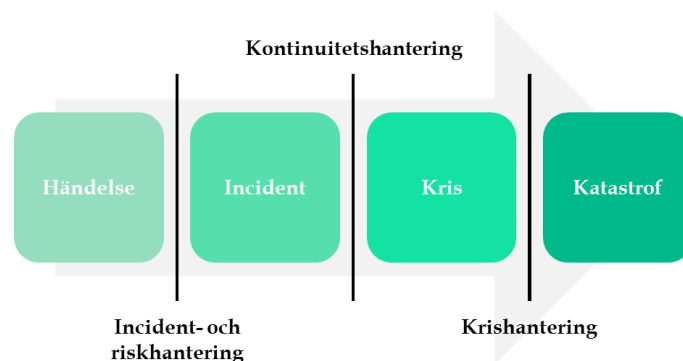 Kontinuitetshantering
Händelse
Incident
Kris
Katastrof
Incident- och
riskhantering
Krishantering